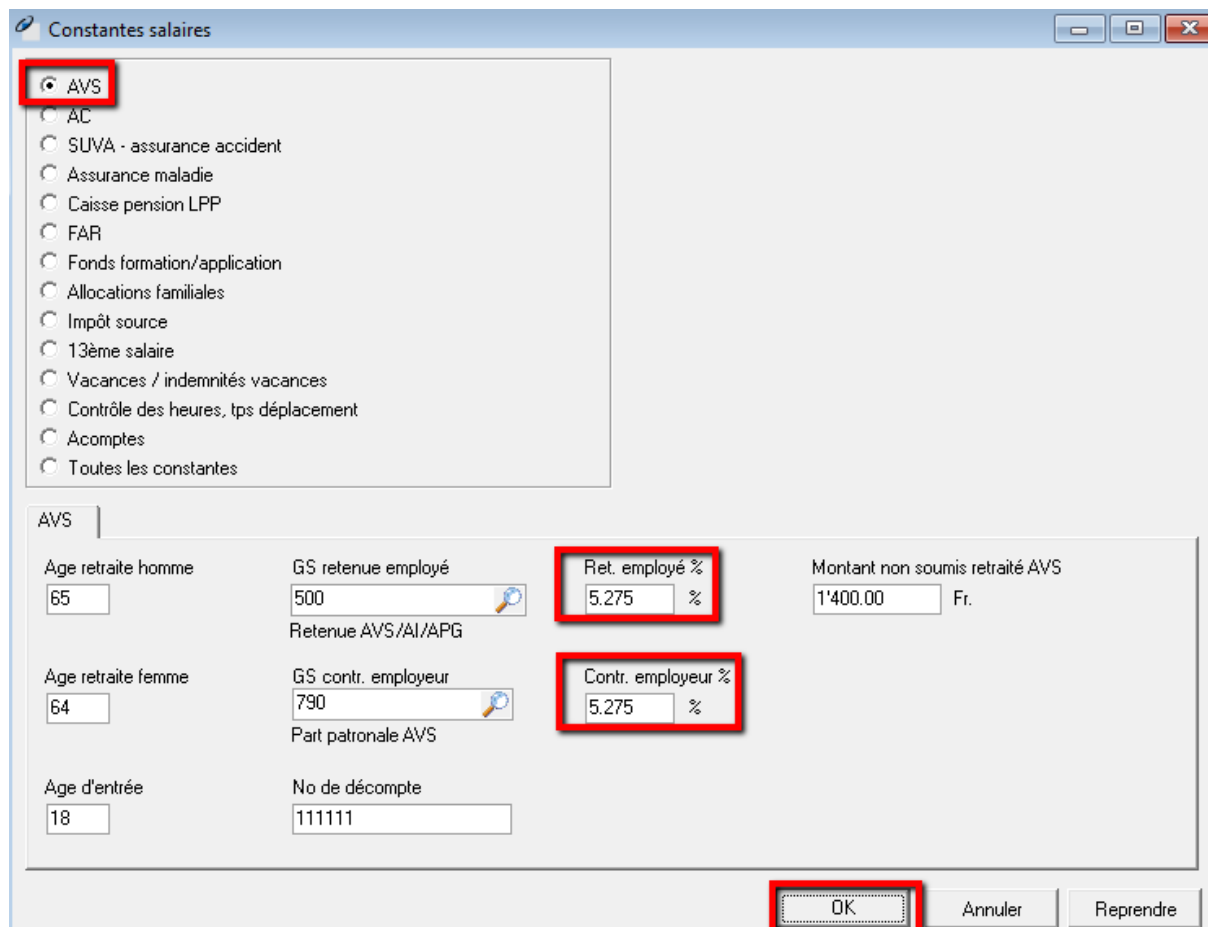 Constantes salaires
AVS
AC
SUVA - assurance accident
Assurance maladie
Caisse pension LPP
FAR
Fonds formation/application
Allocations familiales
Impôt source
13ème salaire
Vacances / indemnités vacances
Contrôle des heures, tps déplacement
Acomptes
Toutes les constantes
AVS
Age retraite homme GS retenue employé Ret. employé % Montant non soumis retraité AVS
65 500 5.275 % 1'400.00 Fr.
Retenue AVS/AI/APG
Age retraite femme GS contr. employeur Contr. employeur %
64 790 5.275 %
Part patronale AVS
Age d'entrée No de décompte
18 111111
OK Annuler Reprendre